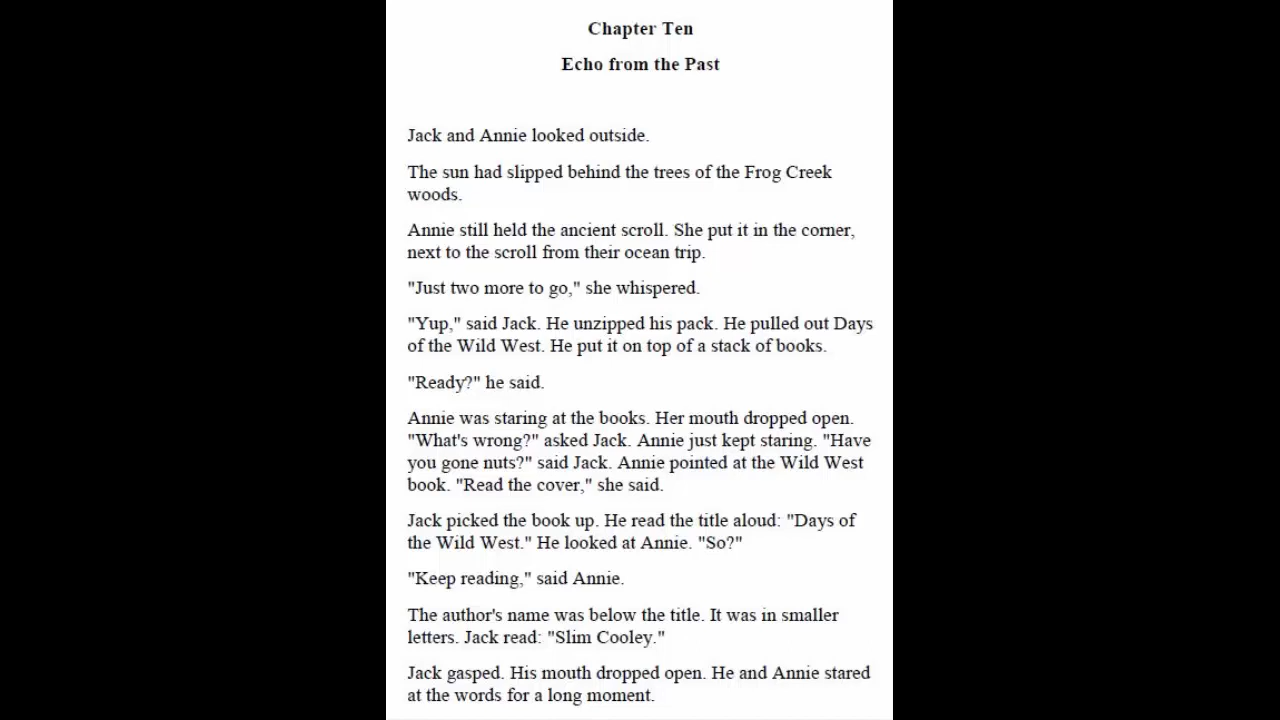 Chapter Ten
Echo from the Past
Jack and Annie looked outside.
The sun had slipped behind the trees of the Frog Creek
woods.
Annie still held the ancient scroll. She put it in the corner,
next to the scroll from their ocean trip.
"Just two more to go," she whispered.
"Yup," said Jack. He unzipped his pack. He pulled out Days
of the Wild West. He put it on top of a stack of books.
"Ready?" he said.
Annie was staring at the books. Her mouth dropped open.
"What's wrong?" asked Jack. Annie just kept staring. "Have
you gone nuts?" said Jack. Annie pointed at the Wild West
book. "Read the cover," she said.
Jack picked the book up. He read the title aloud: "Days of
the Wild West." He looked at Annie. "So?"
"Keep reading," said Annie.
The author's name was below the title. It was in smaller
letters. Jack read: "Slim Cooley."
Jack gasped. His mouth dropped open. He and Annie stared
at the words for a long moment.